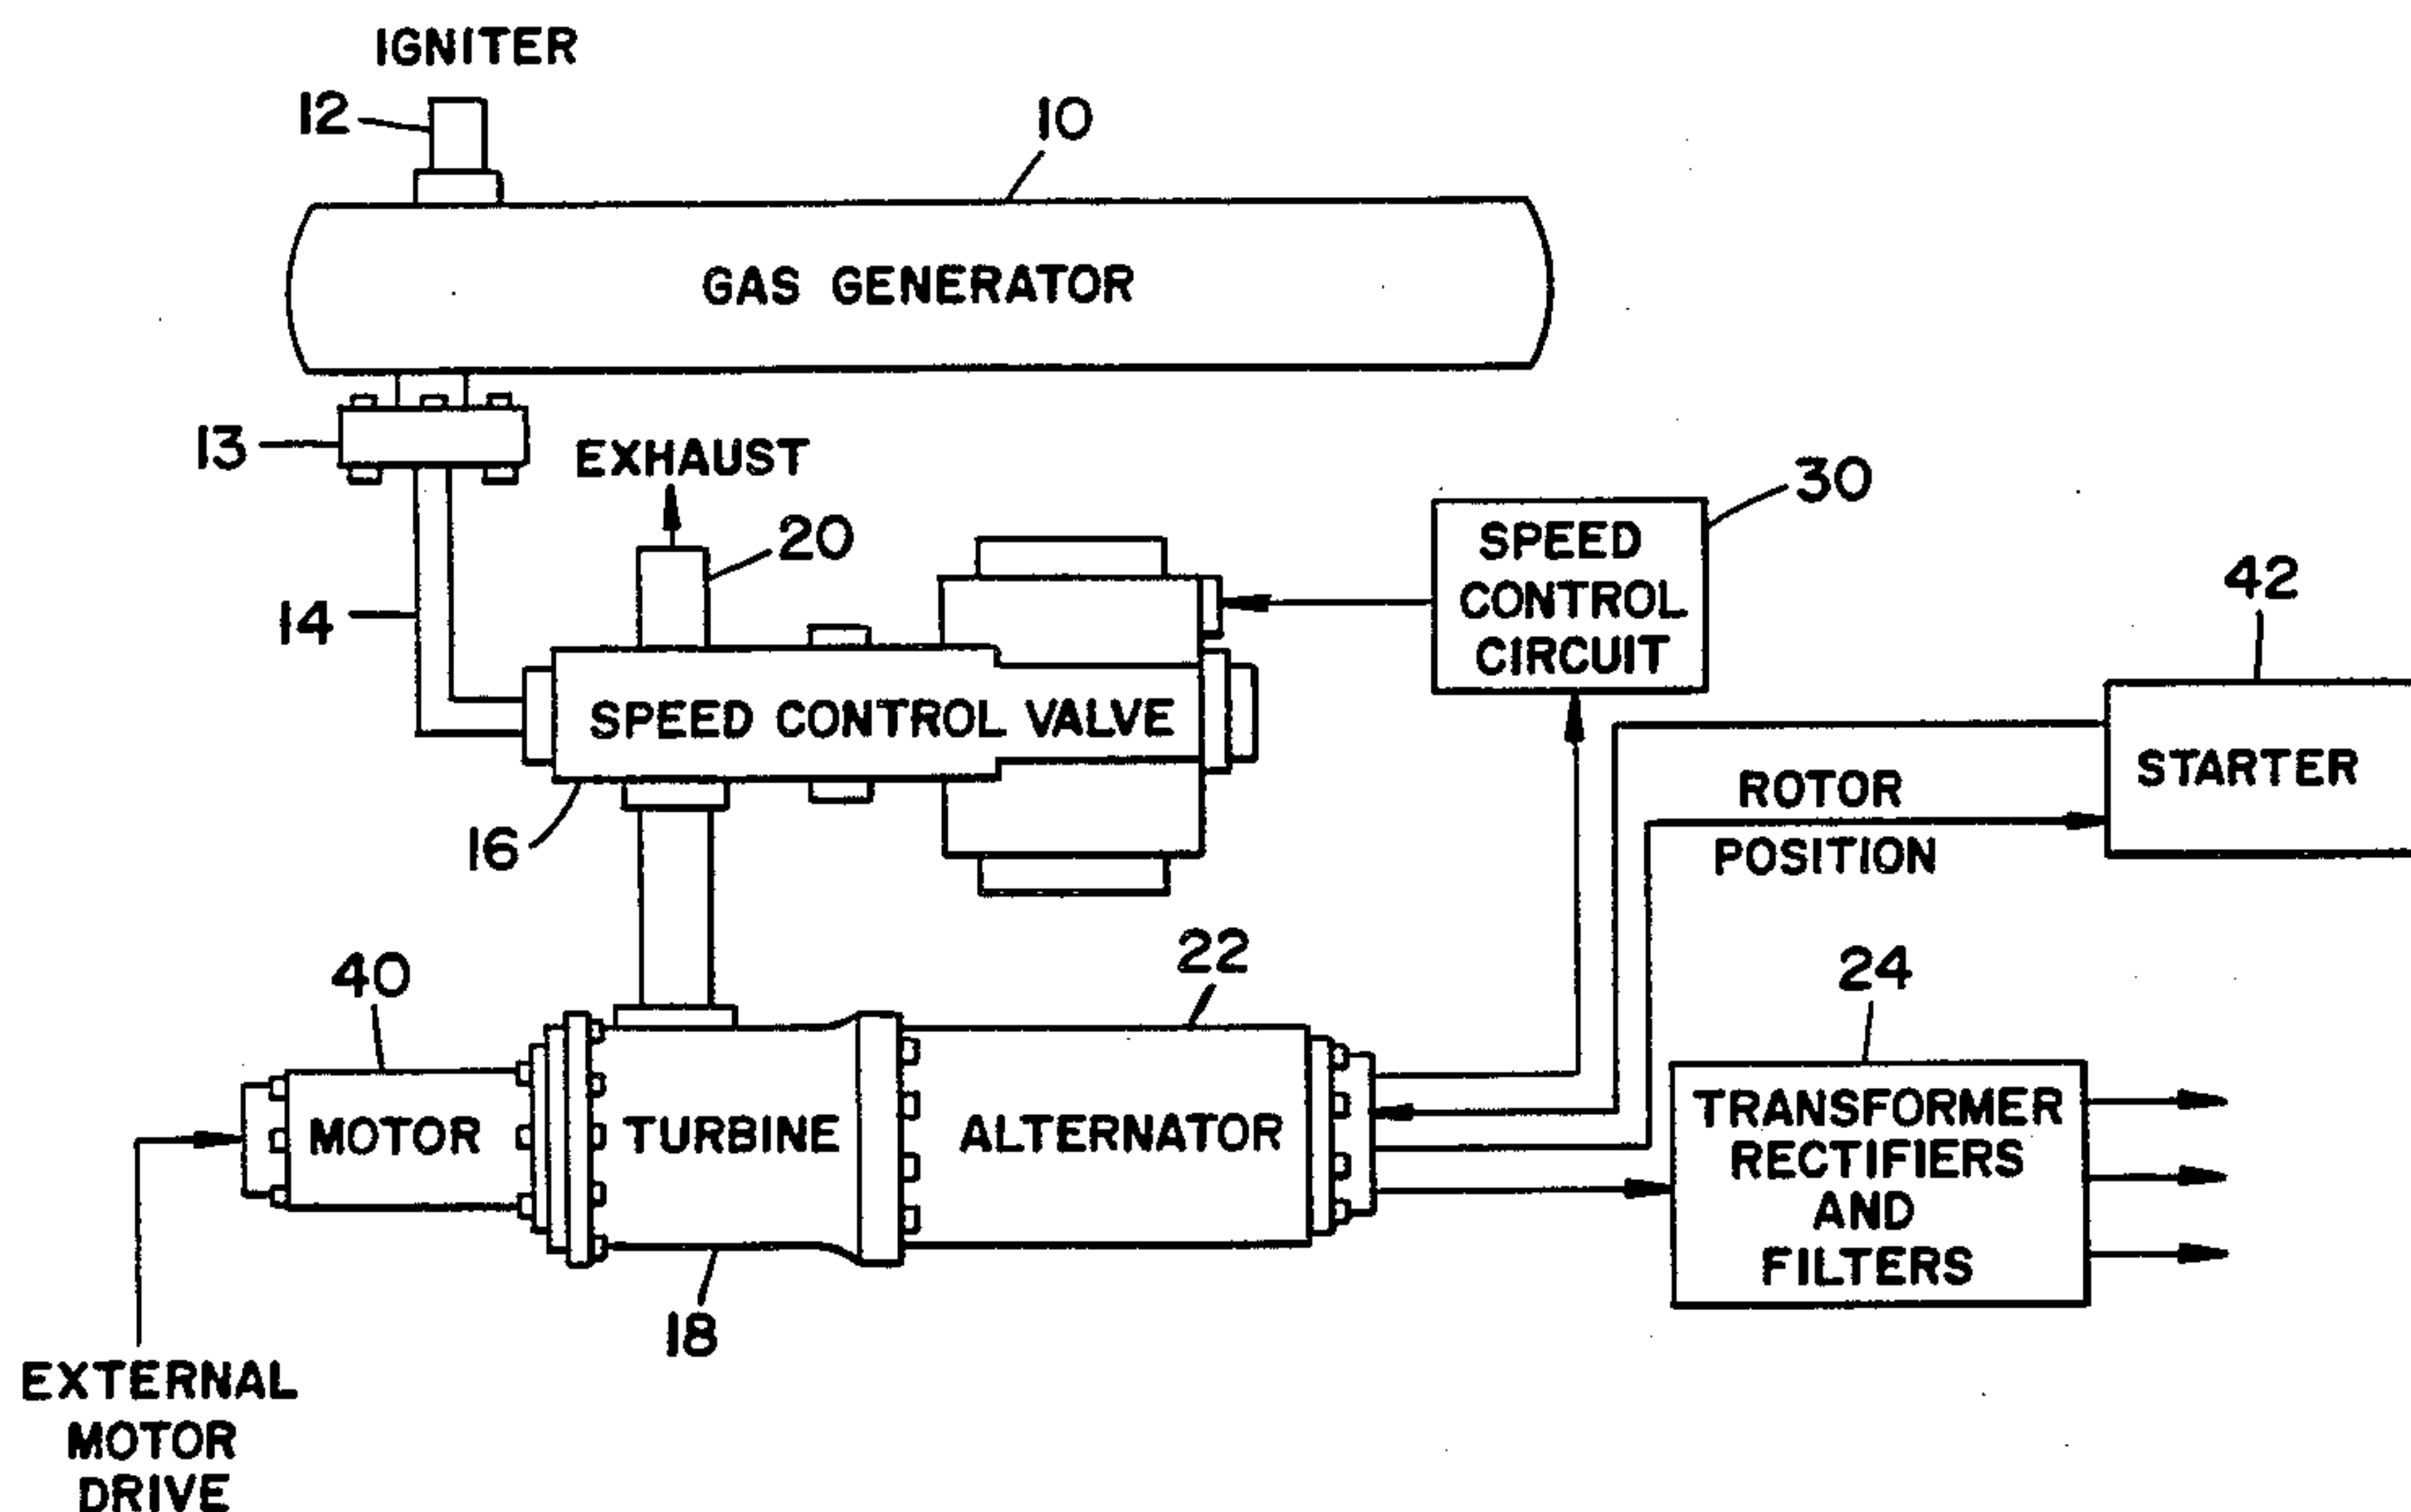 IGNITER
12
10
GAS GENERATOR
13
EXHAUST
20
14
30
SPEED
CONTROL
CIRCUIT
42
SPEED CONTROL VALVE
STARTER
ROTOR
POSITION
16
40
22
24
MOTOR
TURBINE
ALTERNATOR
TRANSFORMER
RECTIFIERS
AND
FILTERS
18
EXTERNAL
MOTOR
DRIVE